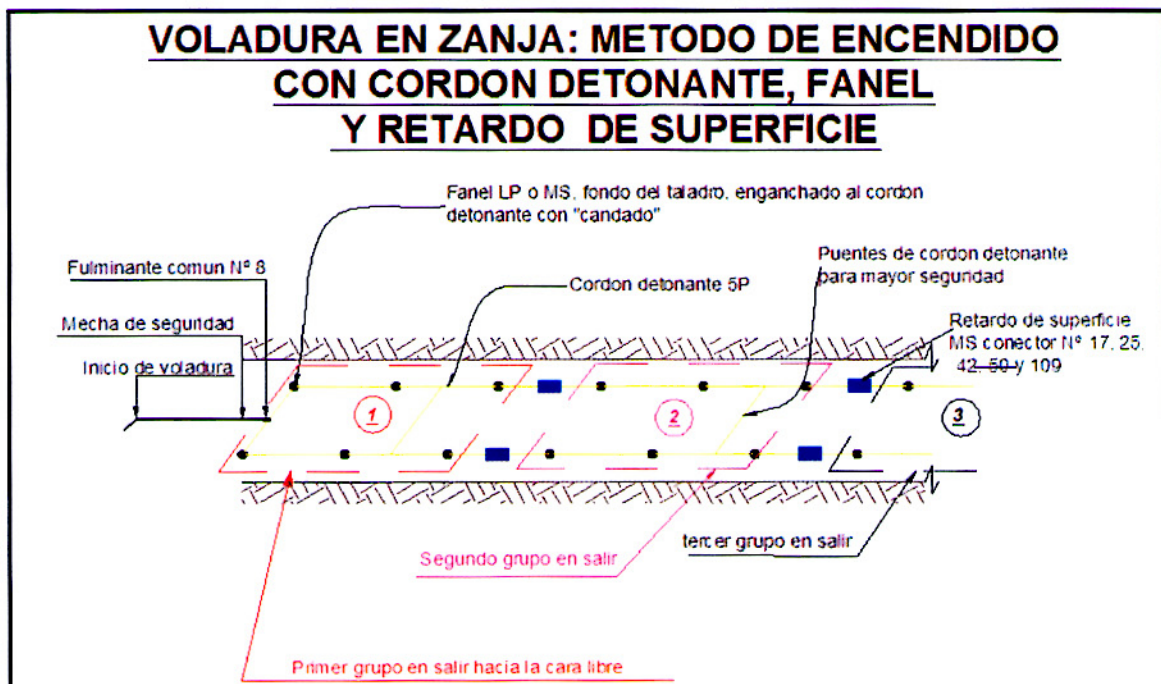 VOLADURA EN ZANJA: METODO DE ENCENDIDO
CON CORDON DETONANTE, FANEL
Y RETARDO DE SUPERFICIE
Fanel LP o MS, fondo del taladro, enganchado al cordon
detonante con "candado"
Fulminante comun Nº 8
Mecha de seguridad
Inicio de voladura
Cordon detonante 5P
Puentes de cordon detonante
para mayor seguridad
Retardo de superficie
MS conector Nº 17, 25,
42, 50 y 109
1
2
3
Segundo grupo en salir
tercer grupo en salir
Primer grupo en salir hacia la cara libre